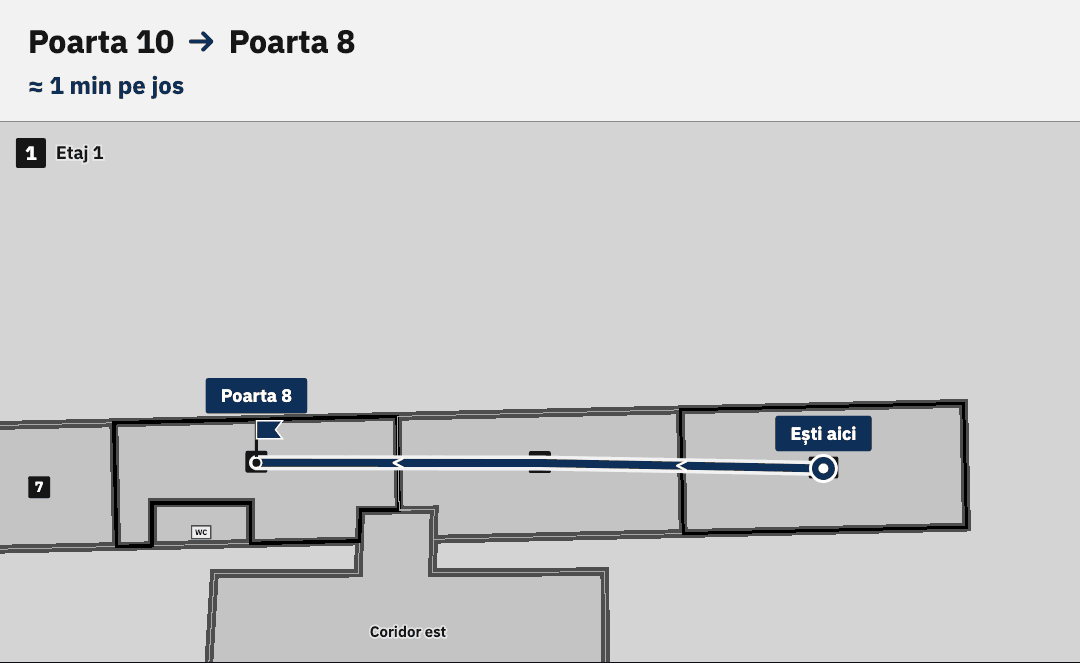 Poarta 10 → Poarta 8
≈ 1 min pe jos
1 Etaj 1
Poarta 8
Ești aici
7
WC
Coridor est